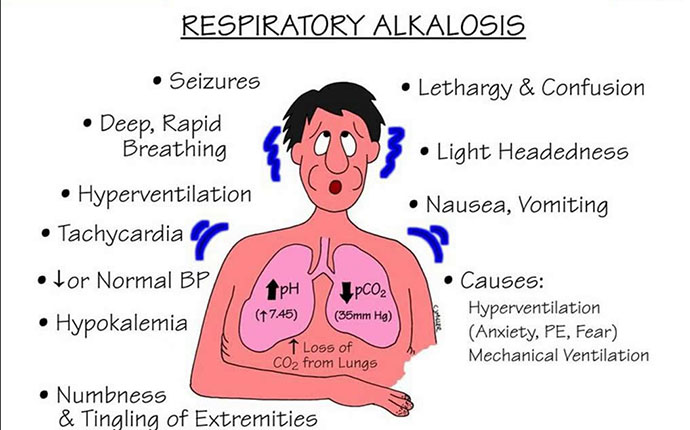 RESPIRATORY ALKALOSIS
• Seizures
• Deep, Rapid
Breathing
• Hyperventilation
• Tachycardia
• ↓or Normal BP
• Hypokalemia
• Numbness
& Tingling of Extremities
⬆pH
(↑7.45)
⬇pCO₂
(35mm Hg)
↑ Loss of
CO₂ from Lungs
• Lethargy & Confusion
• Light Headedness
• Nausea, Vomiting
• Causes:
Hyperventilation
(Anxiety, PE, Fear)
Mechanical Ventilation